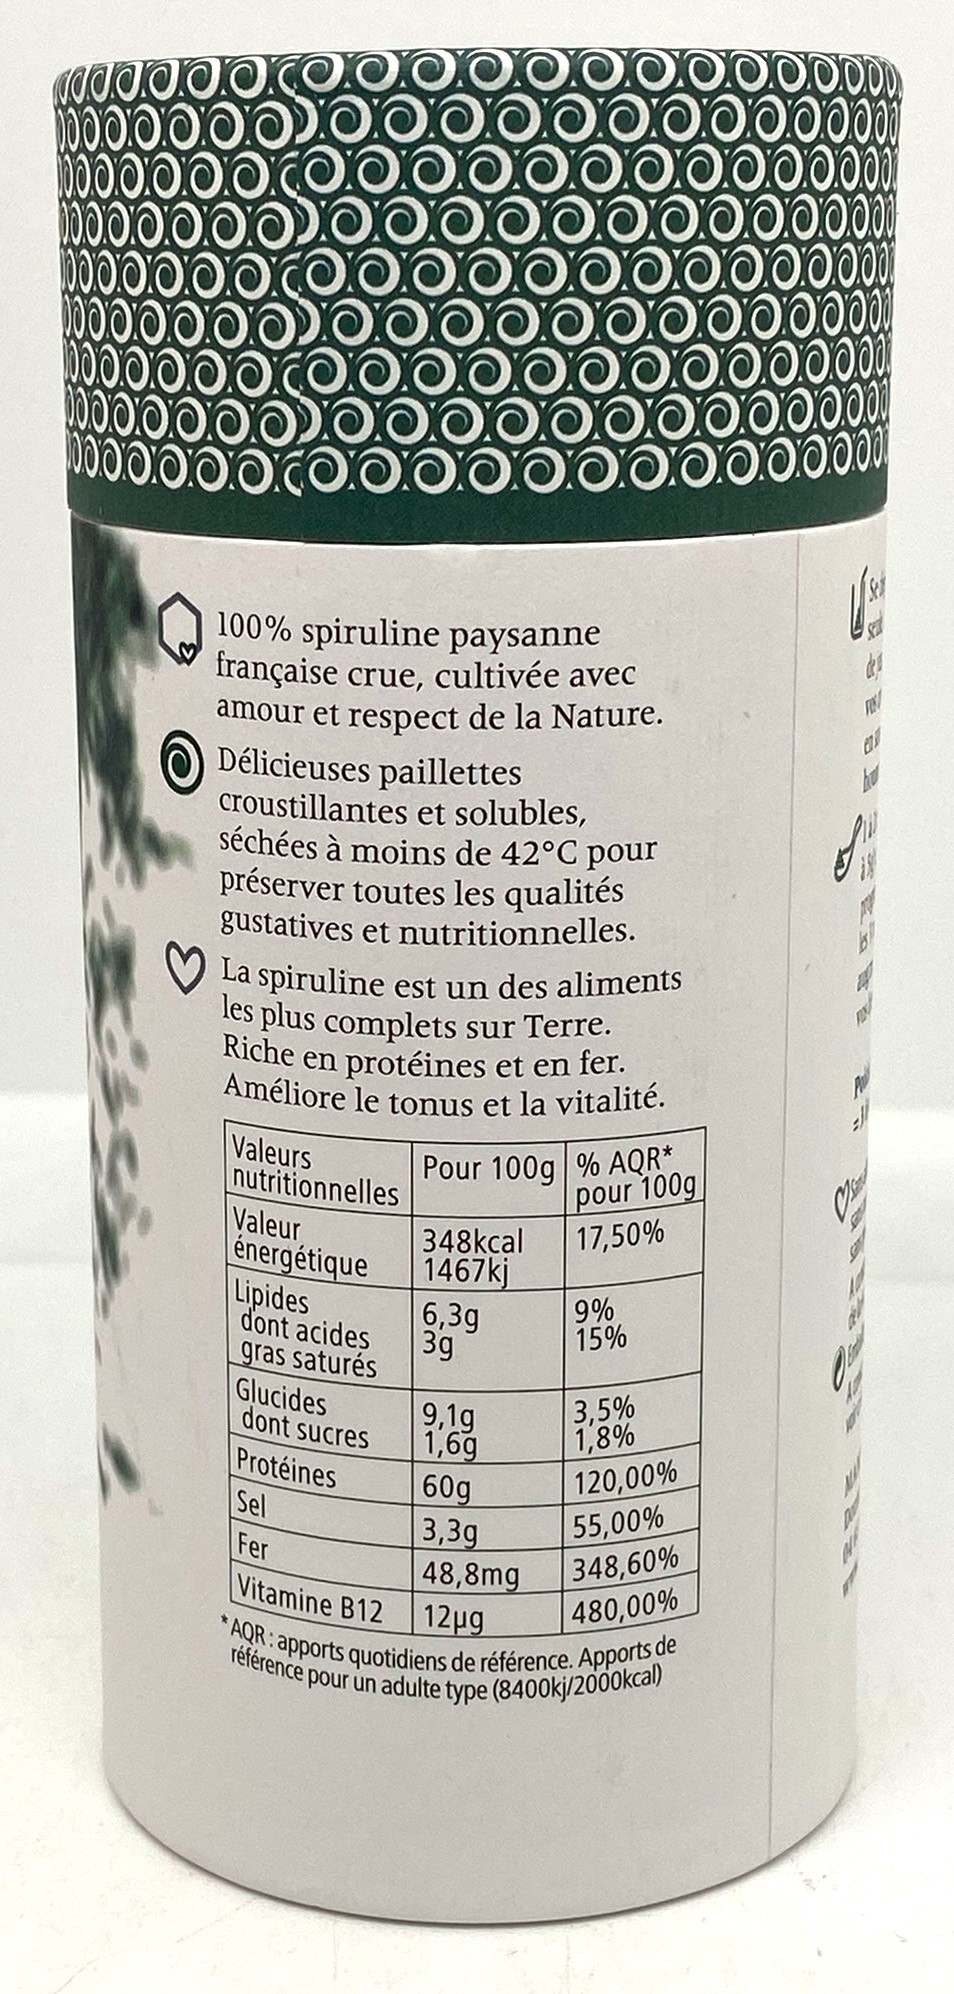 100% spiruline paysanne
française crue, cultivée avec
amour et respect de la Nature.
Délicieuses paillettes
croustillantes et solubles,
séchées à moins de 42°C pour
préserver toutes les qualités
gustatives et nutritionnelles.
La spiruline est un des aliments
les plus complets sur Terre.
Riche en protéines et en fer.
Améliore le tonus et la vitalité.
Valeurs nutritionnelles Pour 100g % AQR* pour 100g
Valeur énergétique 348kcal 1467kj 17,50%
Lipides 6,3g 9%
dont acides gras saturés 3g 15%
Glucides 9,1g 3,5%
dont sucres 1,6g 1,8%
Protéines 60g 120,00%
Sel 3,3g 55,00%
Fer 48,8mg 348,60%
Vitamine B12 12µg 480,00%
*AQR : apports quotidiens de référence. Apports de
référence pour un adulte type (8400kj/2000kcal)